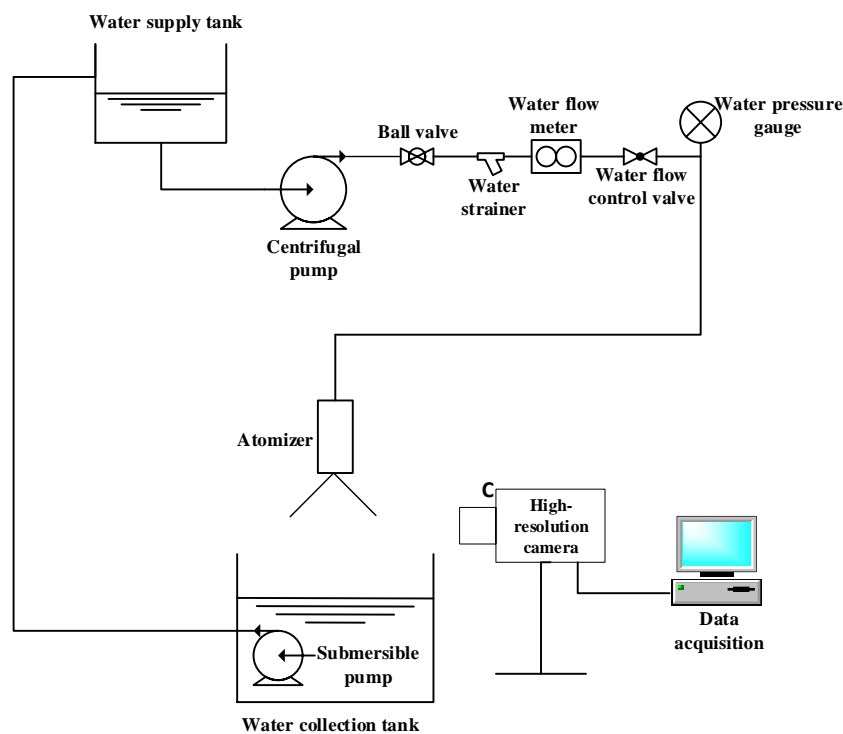 Water supply tank
Water flow
meter
Water pressure
gauge
Ball valve
Water
strainer
Water flow
control valve
Centrifugal
pump
Atomizer
C
High-
resolution
camera
Data
acquisition
Submersible
pump
Water collection tank